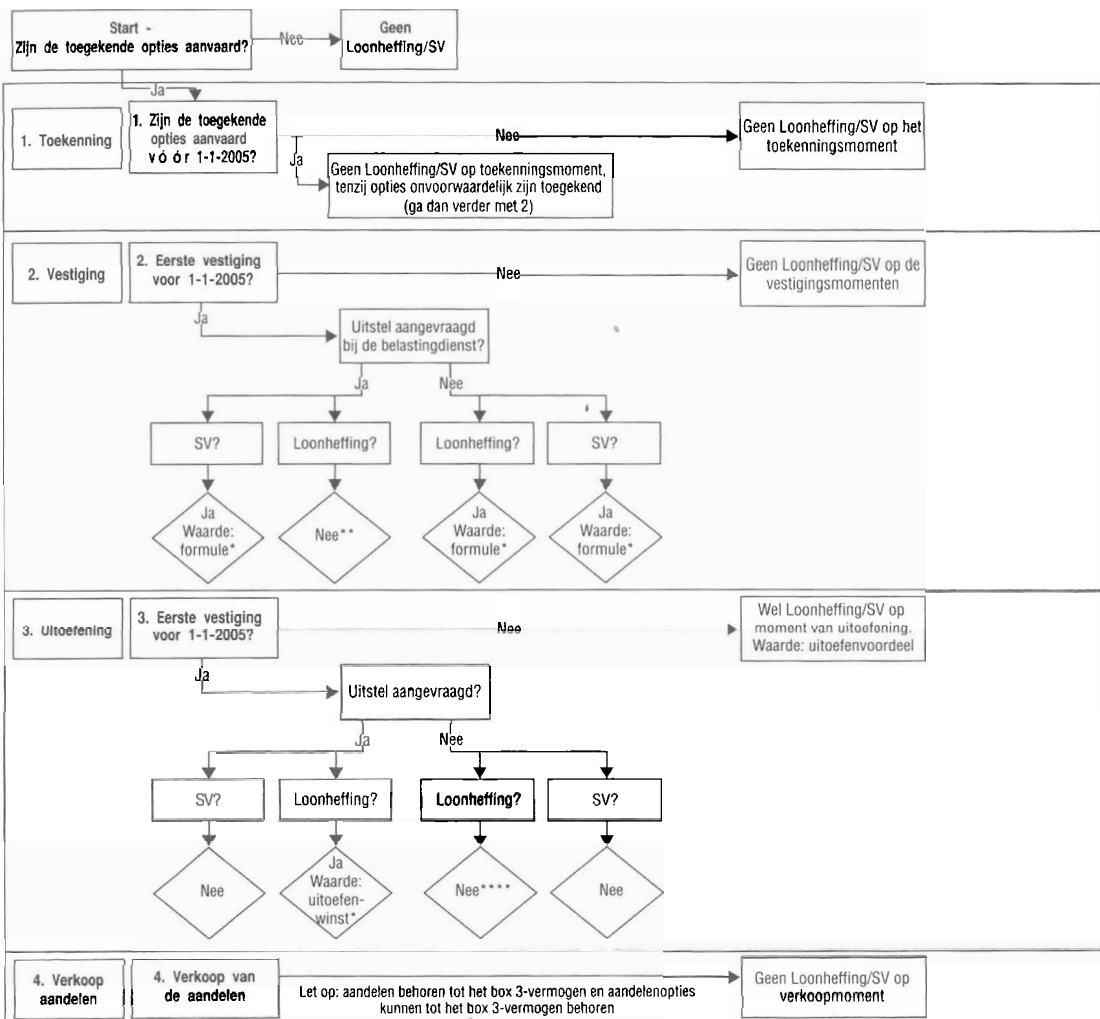 Start -
Zijn de toegekende opties aanvaard?
Nee
Geen
Loonheffing/SV
Ja
1. Toekenning
1. Zijn de toegekende
opties aanvaard
vóór 1-1-2005?
Nee
Geen Loonheffing/SV op het
toekenningsmoment
Ja
Geen Loonheffing/SV op toekenningsmoment,
tenzij opties onvoorwaardelijk zijn toegekend
(ga dan verder met 2)
2. Vestiging
2. Eerste vestiging
voor 1-1-2005?
Nee
Geen Loonheffing/SV op de
vestigingsmomenten
Ja
Uitstel aangevraagd
bij de belastingdienst?
Ja
Nee
SV?
Loonheffing?
Loonheffing?
SV?
Ja
Waarde:
formule*
Nee**
Ja
Waarde:
formule*
Ja
Waarde:
formule*
3. Uitoefening
3. Eerste vestiging
voor 1-1-2005?
Nee
Wel Loonheffing/SV op
moment van uitoefening.
Waarde: uitoefenvoordeel
Ja
Uitstel aangevraagd?
Ja
Nee
SV?
Loonheffing?
Loonheffing?
SV?
Nee
Ja
Waarde:
uitoefen-
winst*
Nee****
Nee
4. Verkoop
aandelen
4. Verkoop van
de aandelen
Let op: aandelen behoren tot het box 3-vermogen en aandelenopties
kunnen tot het box 3-vermogen behoren
Geen Loonheffing/SV op
verkoopmoment